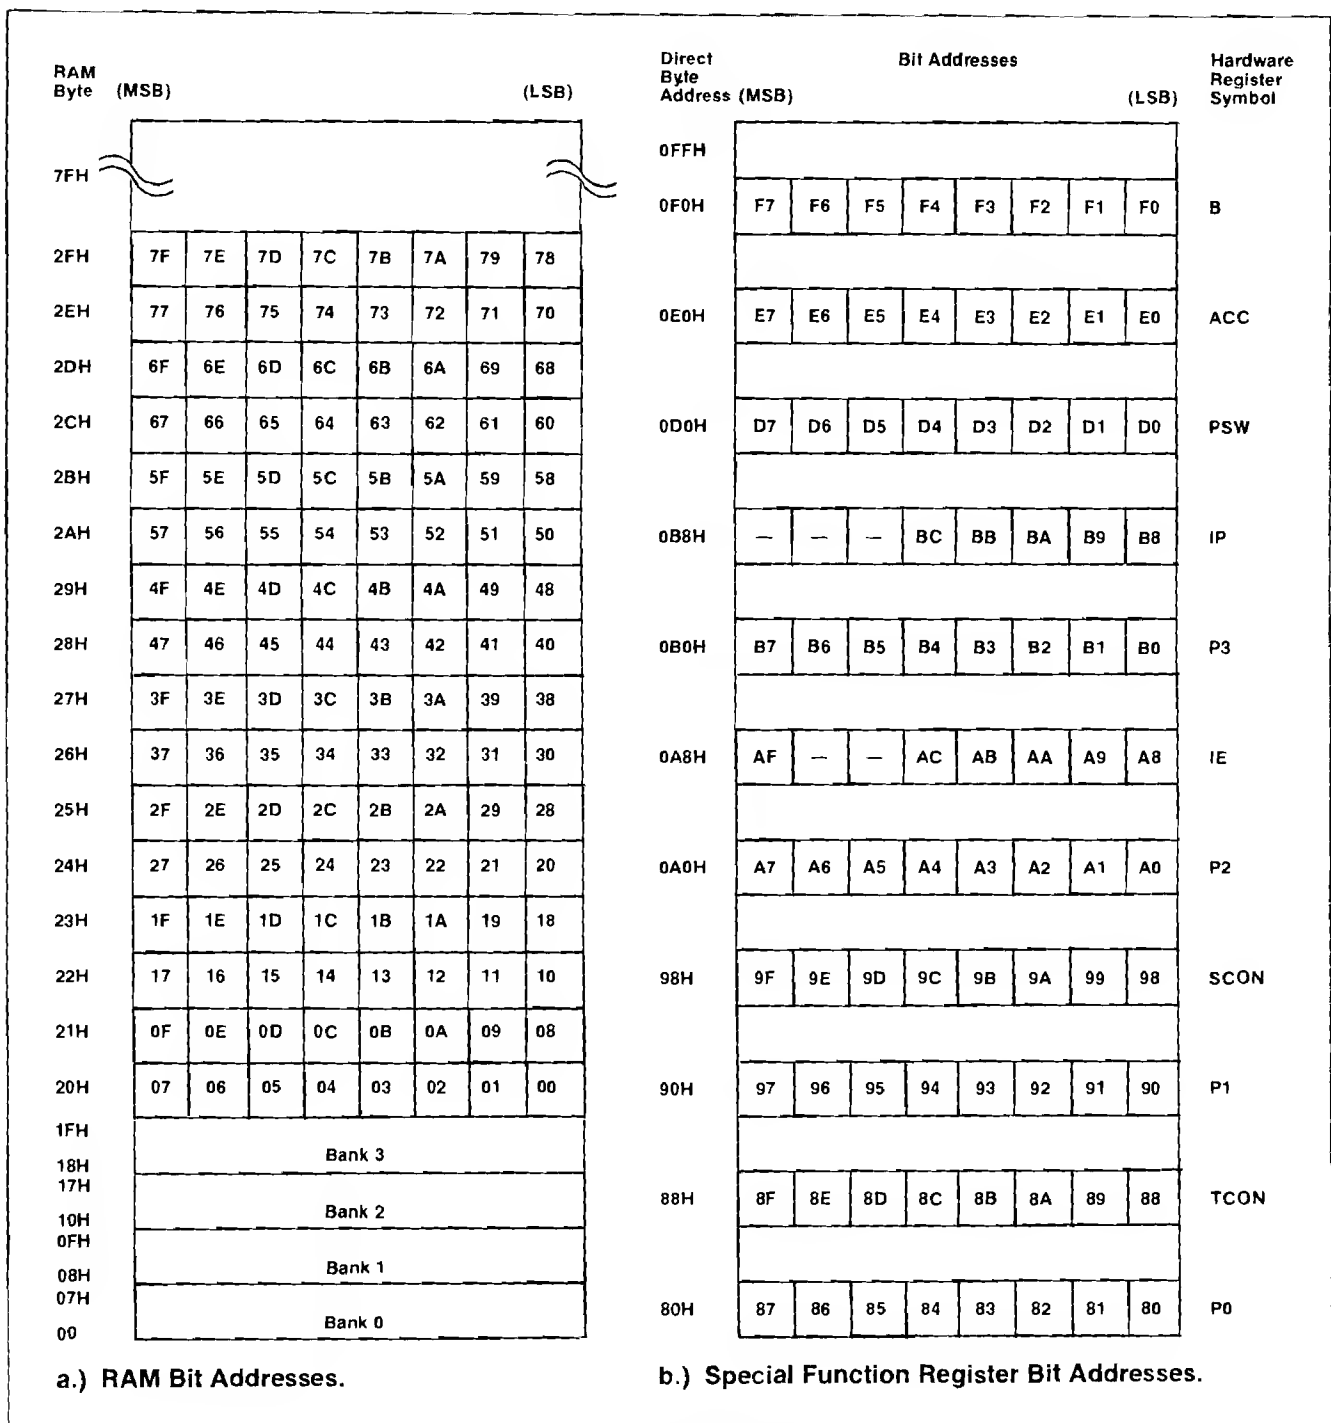 RAM
Byte (MSB) (LSB)
7FH
2FH 7F 7E 7D 7C 7B 7A 79 78
2EH 77 76 75 74 73 72 71 70
2DH 6F 6E 6D 6C 6B 6A 69 68
2CH 67 66 65 64 63 62 61 60
2BH 5F 5E 5D 5C 5B 5A 59 58
2AH 57 56 55 54 53 52 51 50
29H 4F 4E 4D 4C 4B 4A 49 48
28H 47 46 45 44 43 42 41 40
27H 3F 3E 3D 3C 3B 3A 39 38
26H 37 36 35 34 33 32 31 30
25H 2F 2E 2D 2C 2B 2A 29 28
24H 27 26 25 24 23 22 21 20
23H 1F 1E 1D 1C 1B 1A 19 18
22H 17 16 15 14 13 12 11 10
21H 0F 0E 0D 0C 0B 0A 09 08
20H 07 06 05 04 03 02 01 00
1FH
Bank 3
18H
17H
Bank 2
10H
0FH
Bank 1
08H
07H
Bank 0
00
a.) RAM Bit Addresses.
Direct
Byte
Address (MSB)
Bit Addresses
(LSB)
Hardware
Register
Symbol
0FFH
0F0H F7 F6 F5 F4 F3 F2 F1 F0 B
0E0H E7 E6 E5 E4 E3 E2 E1 E0 ACC
0D0H D7 D6 D5 D4 D3 D2 D1 D0 PSW
0B8H — — — BC BB BA B9 B8 IP
0B0H B7 B6 B5 B4 B3 B2 B1 B0 P3
0A8H AF — — AC AB AA A9 A8 IE
0A0H A7 A6 A5 A4 A3 A2 A1 A0 P2
98H 9F 9E 9D 9C 9B 9A 99 98 SCON
90H 97 96 95 94 93 92 91 90 P1
88H 8F 8E 8D 8C 8B 8A 89 88 TCON
80H 87 86 85 84 83 82 81 80 P0
b.) Special Function Register Bit Addresses.